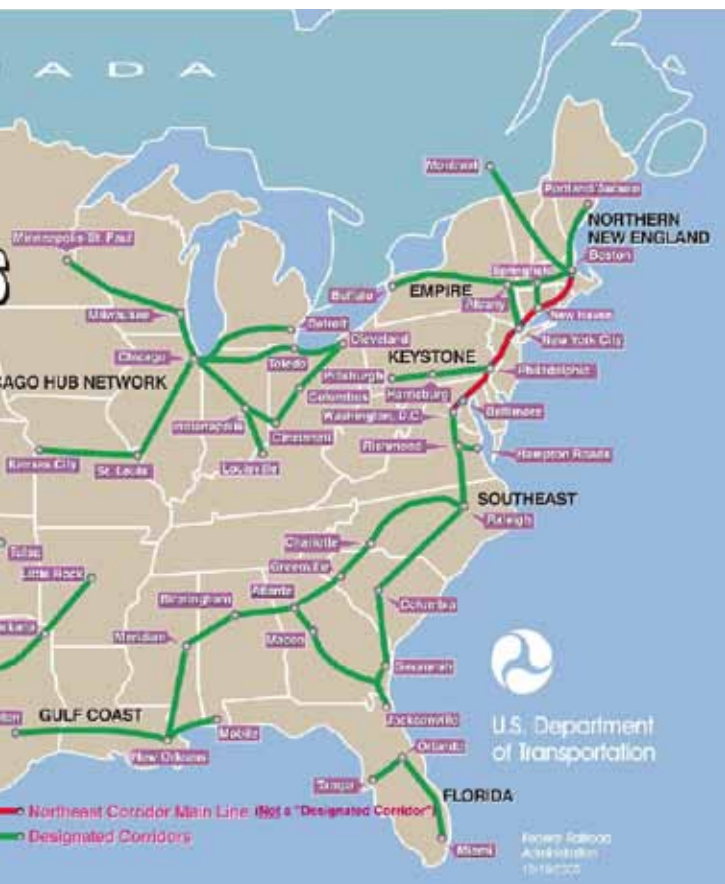 A D A
S
Montreal
Portland/Auburn
NORTHERN
NEW ENGLAND
Boston
Minneapolis-St. Paul
Springfield
Buffalo
EMPIRE
Albany
New Haven
Milwaukee
Detroit
Cleveland
New York City
Chicago
Toledo
KEYSTONE
Pittsburgh
Philadelphia
CAGO HUB NETWORK
Columbus
Harrisburg
Washington, D.C.
Baltimore
Indianapolis
Cincinnati
Richmond
Hampton Roads
Kansas City
St. Louis
Louisville
SOUTHEAST
Raleigh
Tulsa
Charlotte
Little Rock
Greenville
Atlanta
Birmingham
Columbia
Macon
Meridian
Savannah
U.S. Department
of Transportation
GULF COAST
Mobile
Jacksonville
New Orleans
Orlando
Tampa
FLORIDA
Northeast Corridor Main Line (Not a "Designated Corridor")
Designated Corridors
Miami
Federal Railroad
Administration